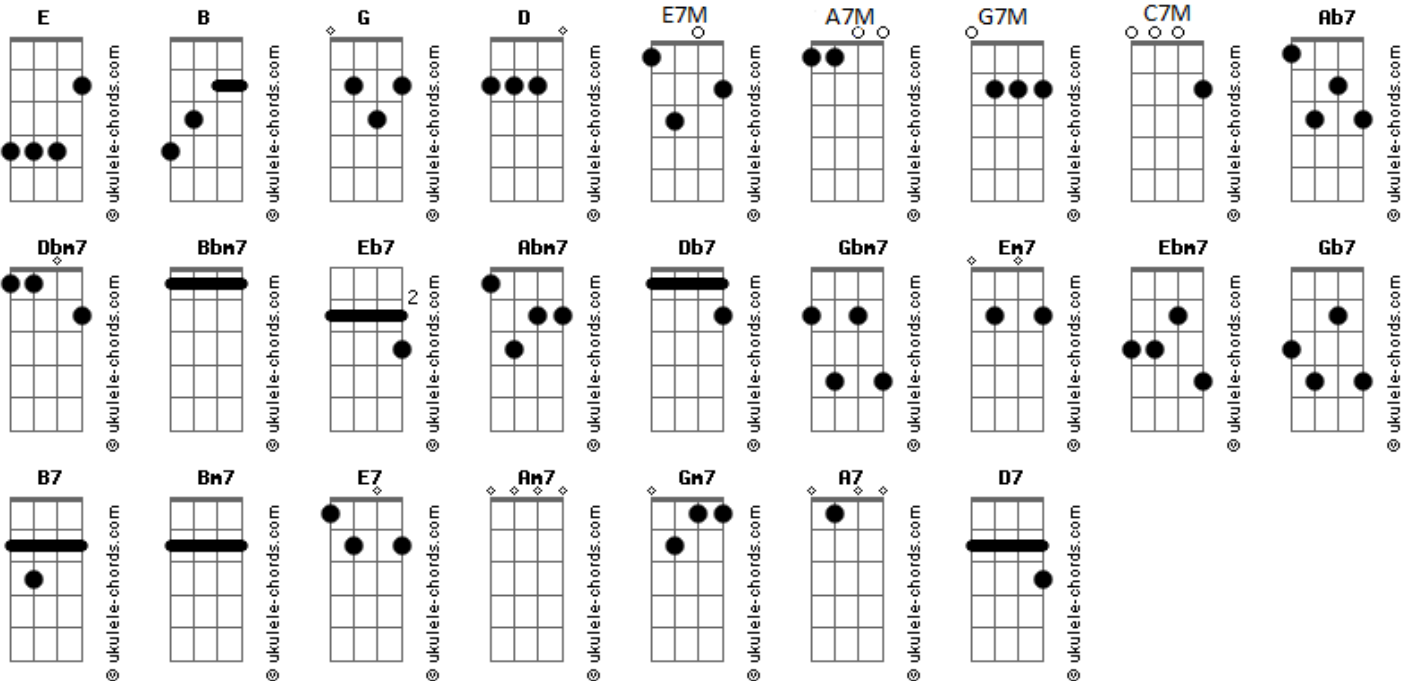 E B G D E7M A7M G7M C7M Ab7
© ukulele-chords.com © ukulele-chords.com © ukulele-chords.com © ukulele-chords.com © ukulele-chords.com © ukulele-chords.com © ukulele-chords.com © ukulele-chords.com © ukulele-chords.com
Dbm7 Bbm7 Eb7 Abm7 Db7 Gbm7 Em7 Ebm7 Gb7
2
© ukulele-chords.com © ukulele-chords.com © ukulele-chords.com © ukulele-chords.com © ukulele-chords.com © ukulele-chords.com © ukulele-chords.com © ukulele-chords.com © ukulele-chords.com
B7 Bm7 E7 Am7 Gm7 A7 D7
© ukulele-chords.com © ukulele-chords.com © ukulele-chords.com © ukulele-chords.com © ukulele-chords.com © ukulele-chords.com © ukulele-chords.com